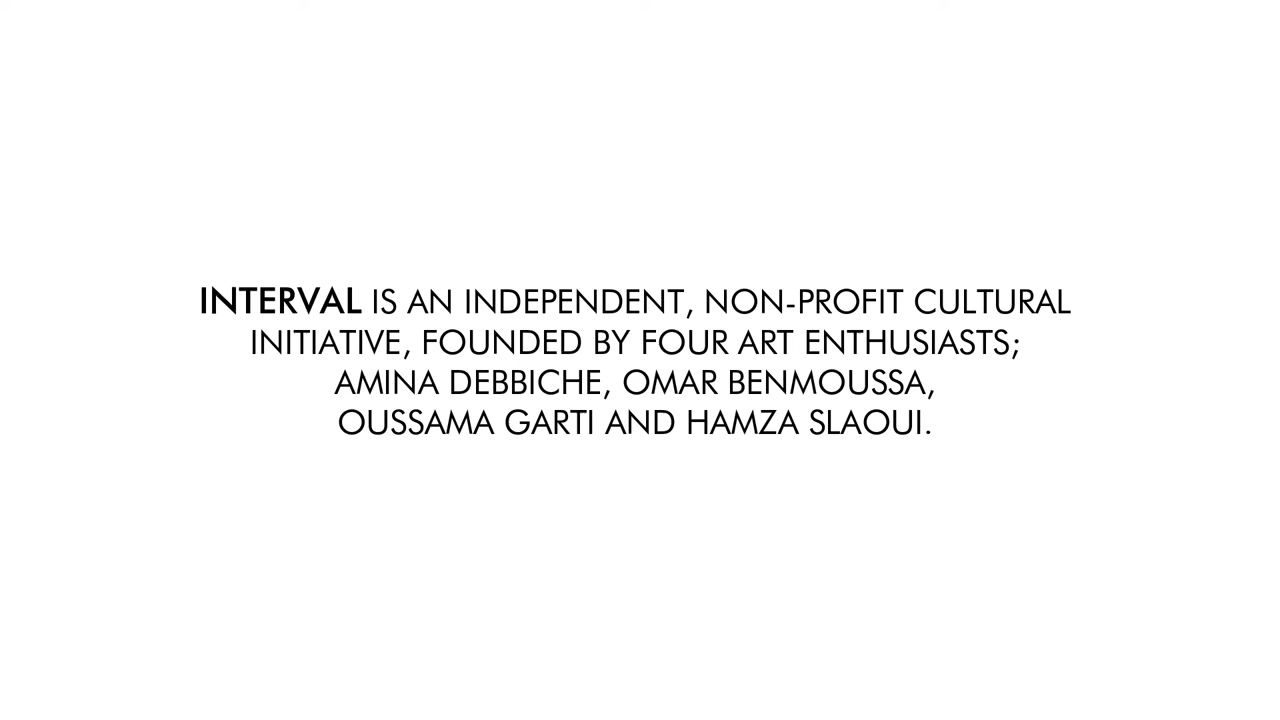 INTERVAL IS AN INDEPENDENT, NON-PROFIT CULTURAL
INITIATIVE, FOUNDED BY FOUR ART ENTHUSIASTS;
AMINA DEBBICHE, OMAR BENMOUSSA,
OUSSAMA GARTI AND HAMZA SLAOUI.